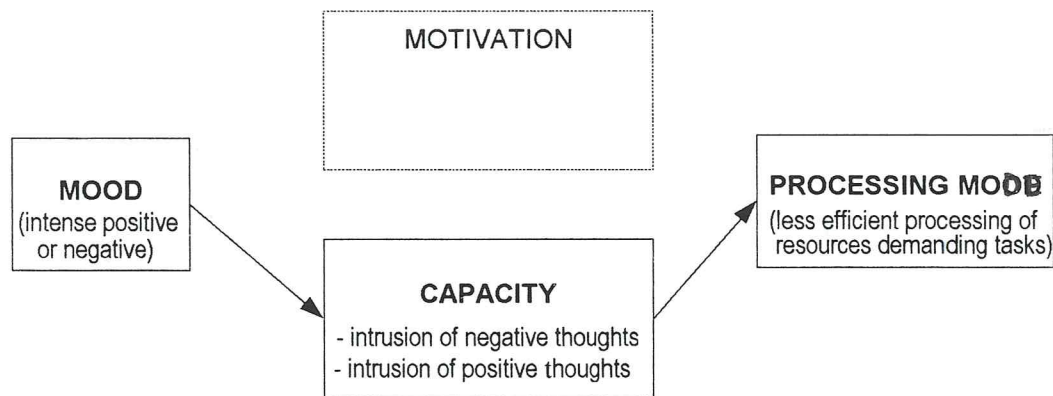 MOTIVATION
MOOD
(intense positive
or negative)
CAPACITY
- intrusion of negative thoughts
- intrusion of positive thoughts
PROCESSING MODE
(less efficient processing of
resources demanding tasks)